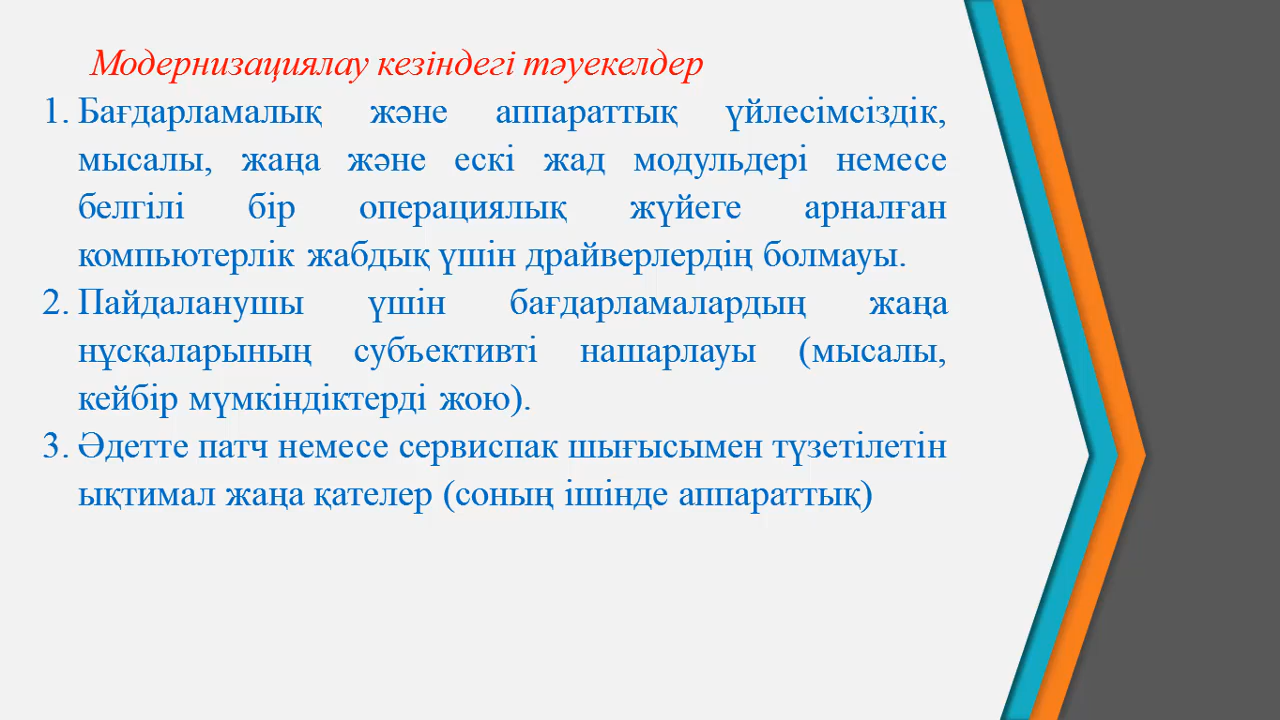 Модернизациялау кезіндегі тәуекелдер
1. Бағдарламалық және аппараттық үйлесімсіздік,
мысалы, жаңа және ескі жад модульдері немесе
белгілі бір операциялық жүйеге арналған
компьютерлік жабдық үшін драйверлердің болмауы.
2. Пайдаланушы үшін бағдарламалардың жаңа
нұсқаларының субъективті нашарлауы (мысалы,
кейбір мүмкіндіктерді жою).
3. Әдетте патч немесе сервиспак шығысымен түзетілетін
ықтимал жаңа қателер (соның ішінде аппараттық)